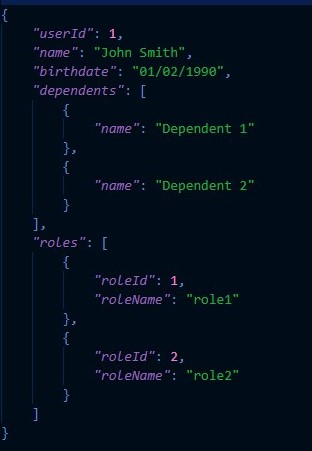 {
    "userId": 1,
    "name": "John Smith",
    "birthdate": "01/02/1990",
    "dependents": [
        {
            "name": "Dependent 1"
        },
        {
            "name": "Dependent 2"
        }
    ],
    "roles": [
        {
            "roleId": 1,
            "roleName": "role1"
        },
        {
            "roleId": 2,
            "roleName": "role2"
        }
    ]
}